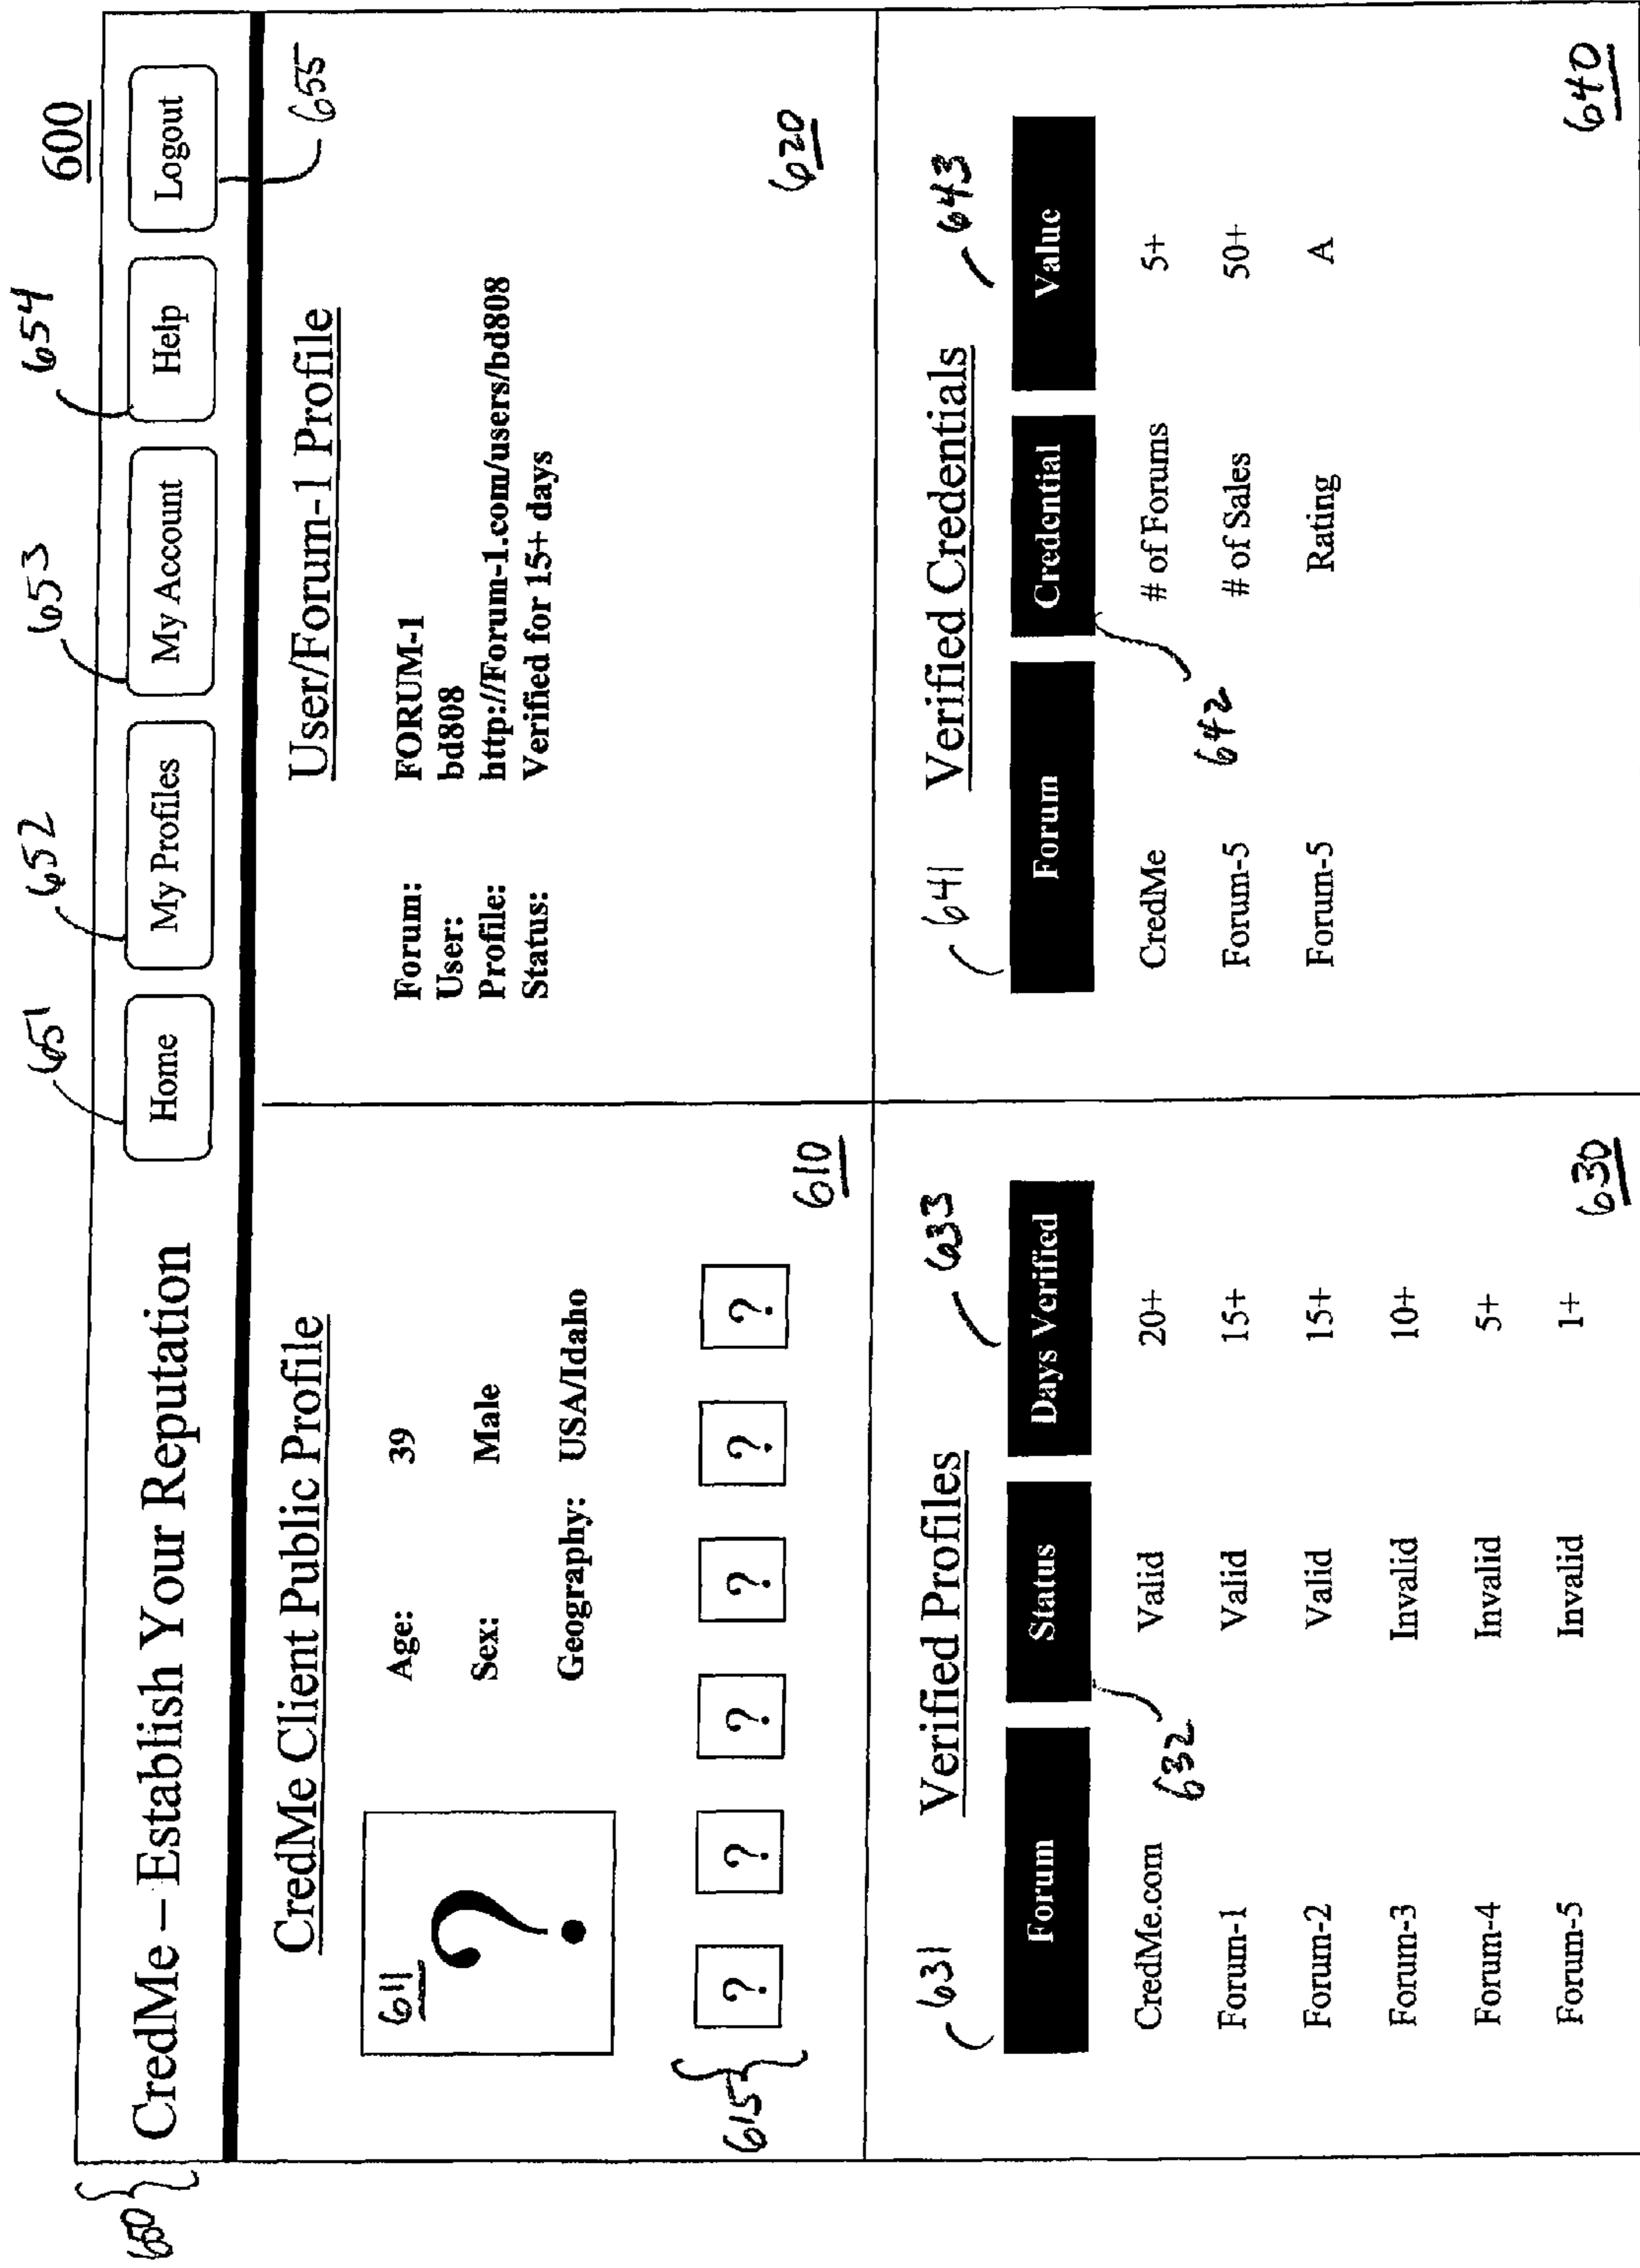 600
651 652 653 654
650 CredMe – Establish Your Reputation Home My Profiles My Account Help Logout
655
CredMe Client Public Profile
611
?
Age: 39
Sex: Male
Geography: USA/Idaho
615 ? ? ? ? ? ?
610
User/Forum-1 Profile
Forum: FORUM-1
User: bd808
Profile: http://Forum-1.com/users/bd808
Status: Verified for 15+ days
620
631 Verified Profiles 633
Forum Status Days Verified
632
CredMe.com Valid 20+
Forum-1 Valid 15+
Forum-2 Valid 15+
Forum-3 Invalid 10+
Forum-4 Invalid 5+
Forum-5 Invalid 1+
630
641 Verified Credentials 643
Forum Credential Value
642
CredMe # of Forums 5+
Forum-5 # of Sales 50+
Forum-5 Rating A
640